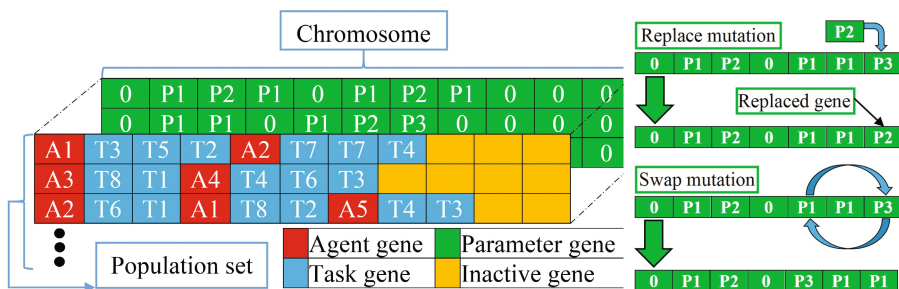 Chromosome
0 P1 P2 P1 0 P1 P2 P1 0 0 0
0 P1 P1 0 P1 P2 P3 0 0 0 0
0
A1 T3 T5 T2 A2 T7 T7 T4
A3 T8 T1 A4 T4 T6 T3
A2 T6 T1 A1 T8 T2 A5 T4 T3
Population set
Agent gene
Parameter gene
Task gene
Inactive gene
Replace mutation
P2
0 P1 P2 0 P1 P1 P3
Replaced gene
0 P1 P2 0 P1 P1 P2
Swap mutation
0 P1 P2 0 P1 P1 P3
0 P1 P2 0 P3 P1 P1